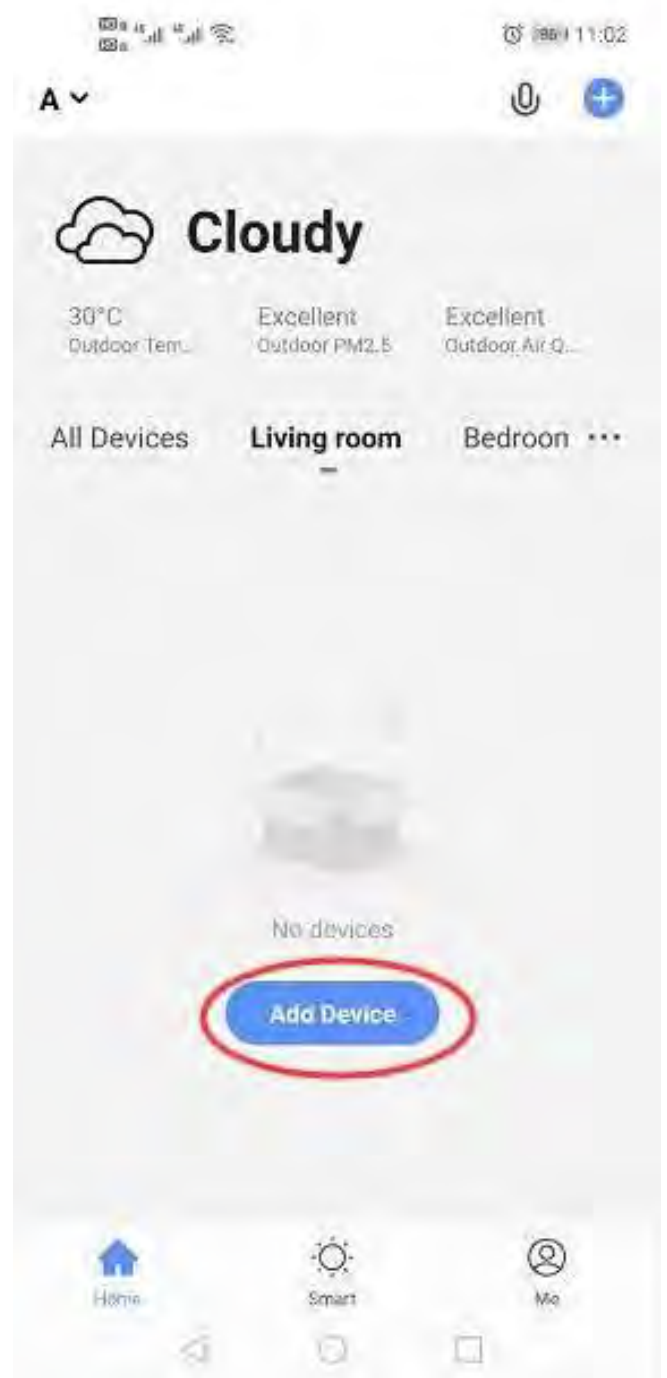 11:02
A
Cloudy
30°C Excellent Excellent
Outdoor Tem... Outdoor PM2.5 Outdoor Air Q...
All Devices Living room Bedroon ...
No devices
Add Device
Home Smart Me